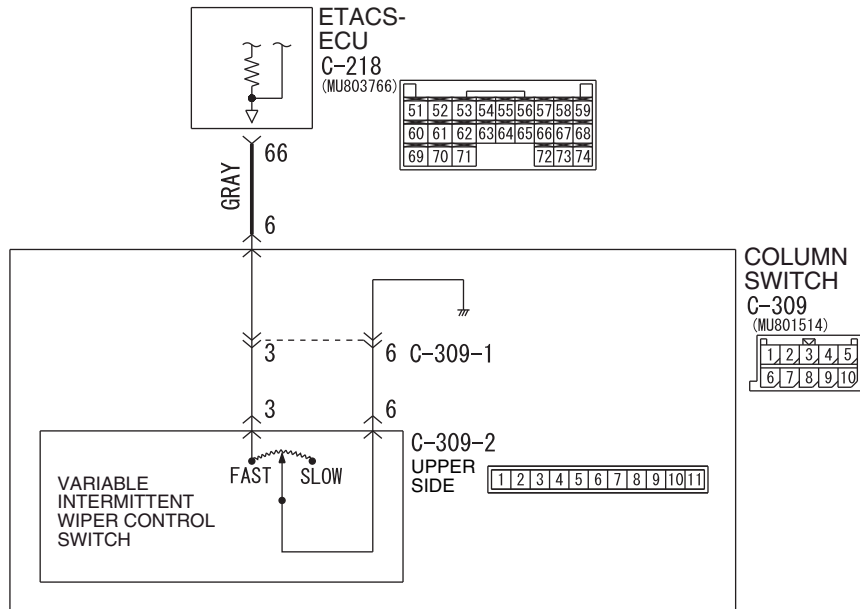 ETACS-
ECU
C-218
(MU803766)
51 52 53 54 55 56 57 58 59
60 61 62 63 64 65 66 67 68
69 70 71 72 73 74
66
GRAY
6
COLUMN
SWITCH
C-309
(MU801514)
1 2 3 4 5
6 7 8 9 10
3 6 C-309-1
3 6
C-309-2
UPPER
SIDE
1 2 3 4 5 6 7 8 9 10 11
FAST SLOW
VARIABLE
INTERMITTENT
WIPER CONTROL
SWITCH